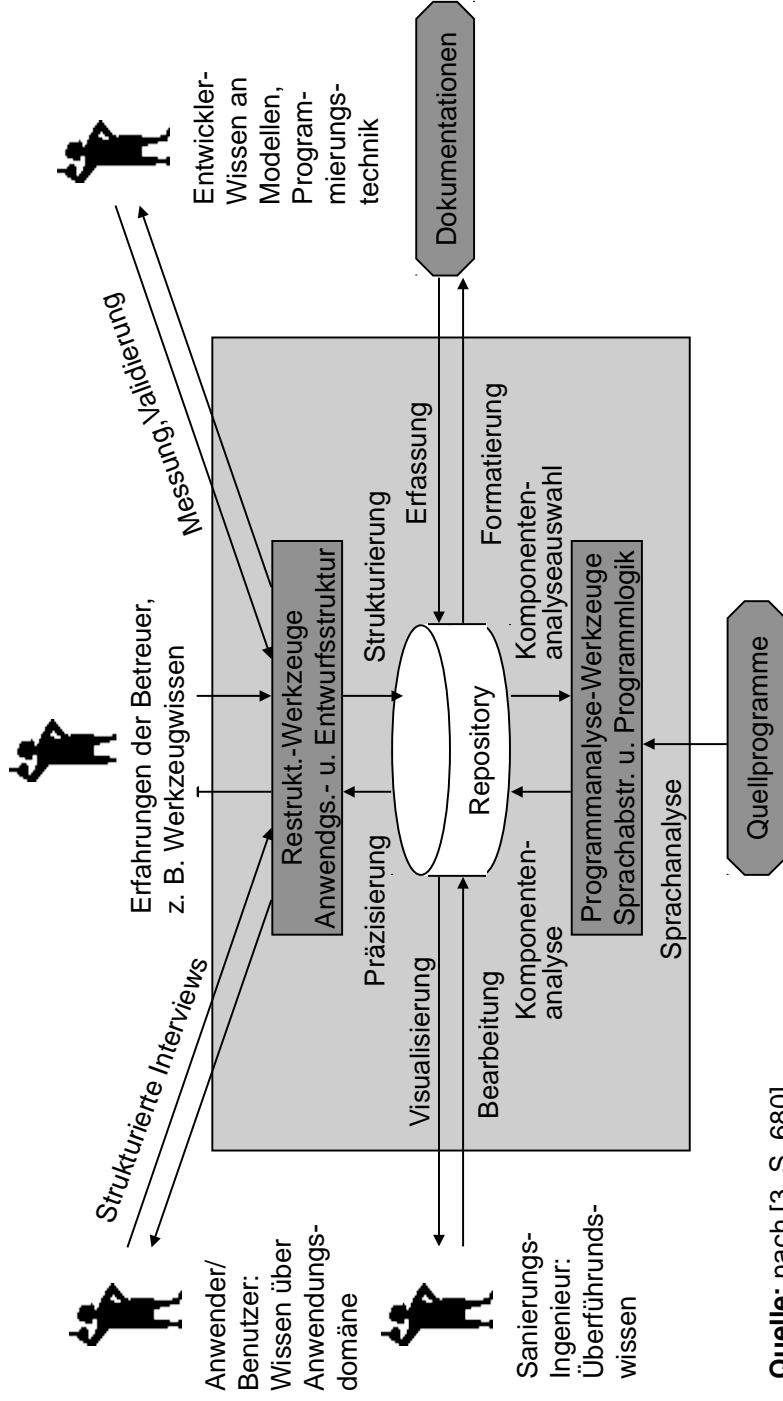 Erfahrungen der Betreuer,
z. B. Werkzeugwissen
Strukturierte Interviews
Messung,Validierung
Anwender/
Benutzer:
Wissen über
Anwendungs-
domäne
Entwickler-
Wissen an
Modellen,
Program-
mierungs-
technik
Restrukt.-Werkzeuge
Anwendgs.- u. Entwurfsstruktur
Präzisierung
Strukturierung
Visualisierung
Erfassung
Repository
Bearbeitung
Formatierung
Sanierungs-
Ingenieur:
Überführunds-
wissen
Dokumentationen
Komponenten-
analyse
Komponenten-
analyseauswahl
Programmanalyse-Werkzeuge
Sprachabstr. u. Programmlogik
Sprachanalyse
Quellprogramme
Quelle: nach [3, S. 680]